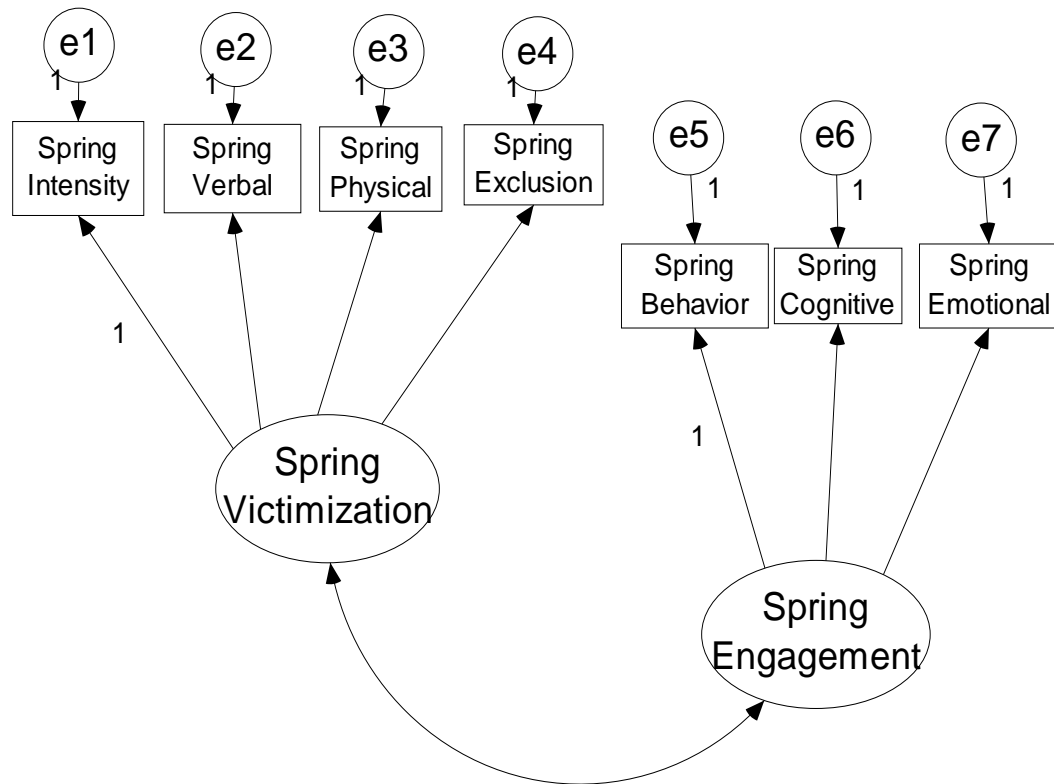 e1
e2
e3
e4
1
1
1
1
Spring
Intensity
Spring
Verbal
Spring
Physical
Spring
Exclusion
e5
e6
e7
1
1
1
Spring
Behavior
Spring
Cognitive
Spring
Emotional
1
1
Spring
Victimization
Spring
Engagement